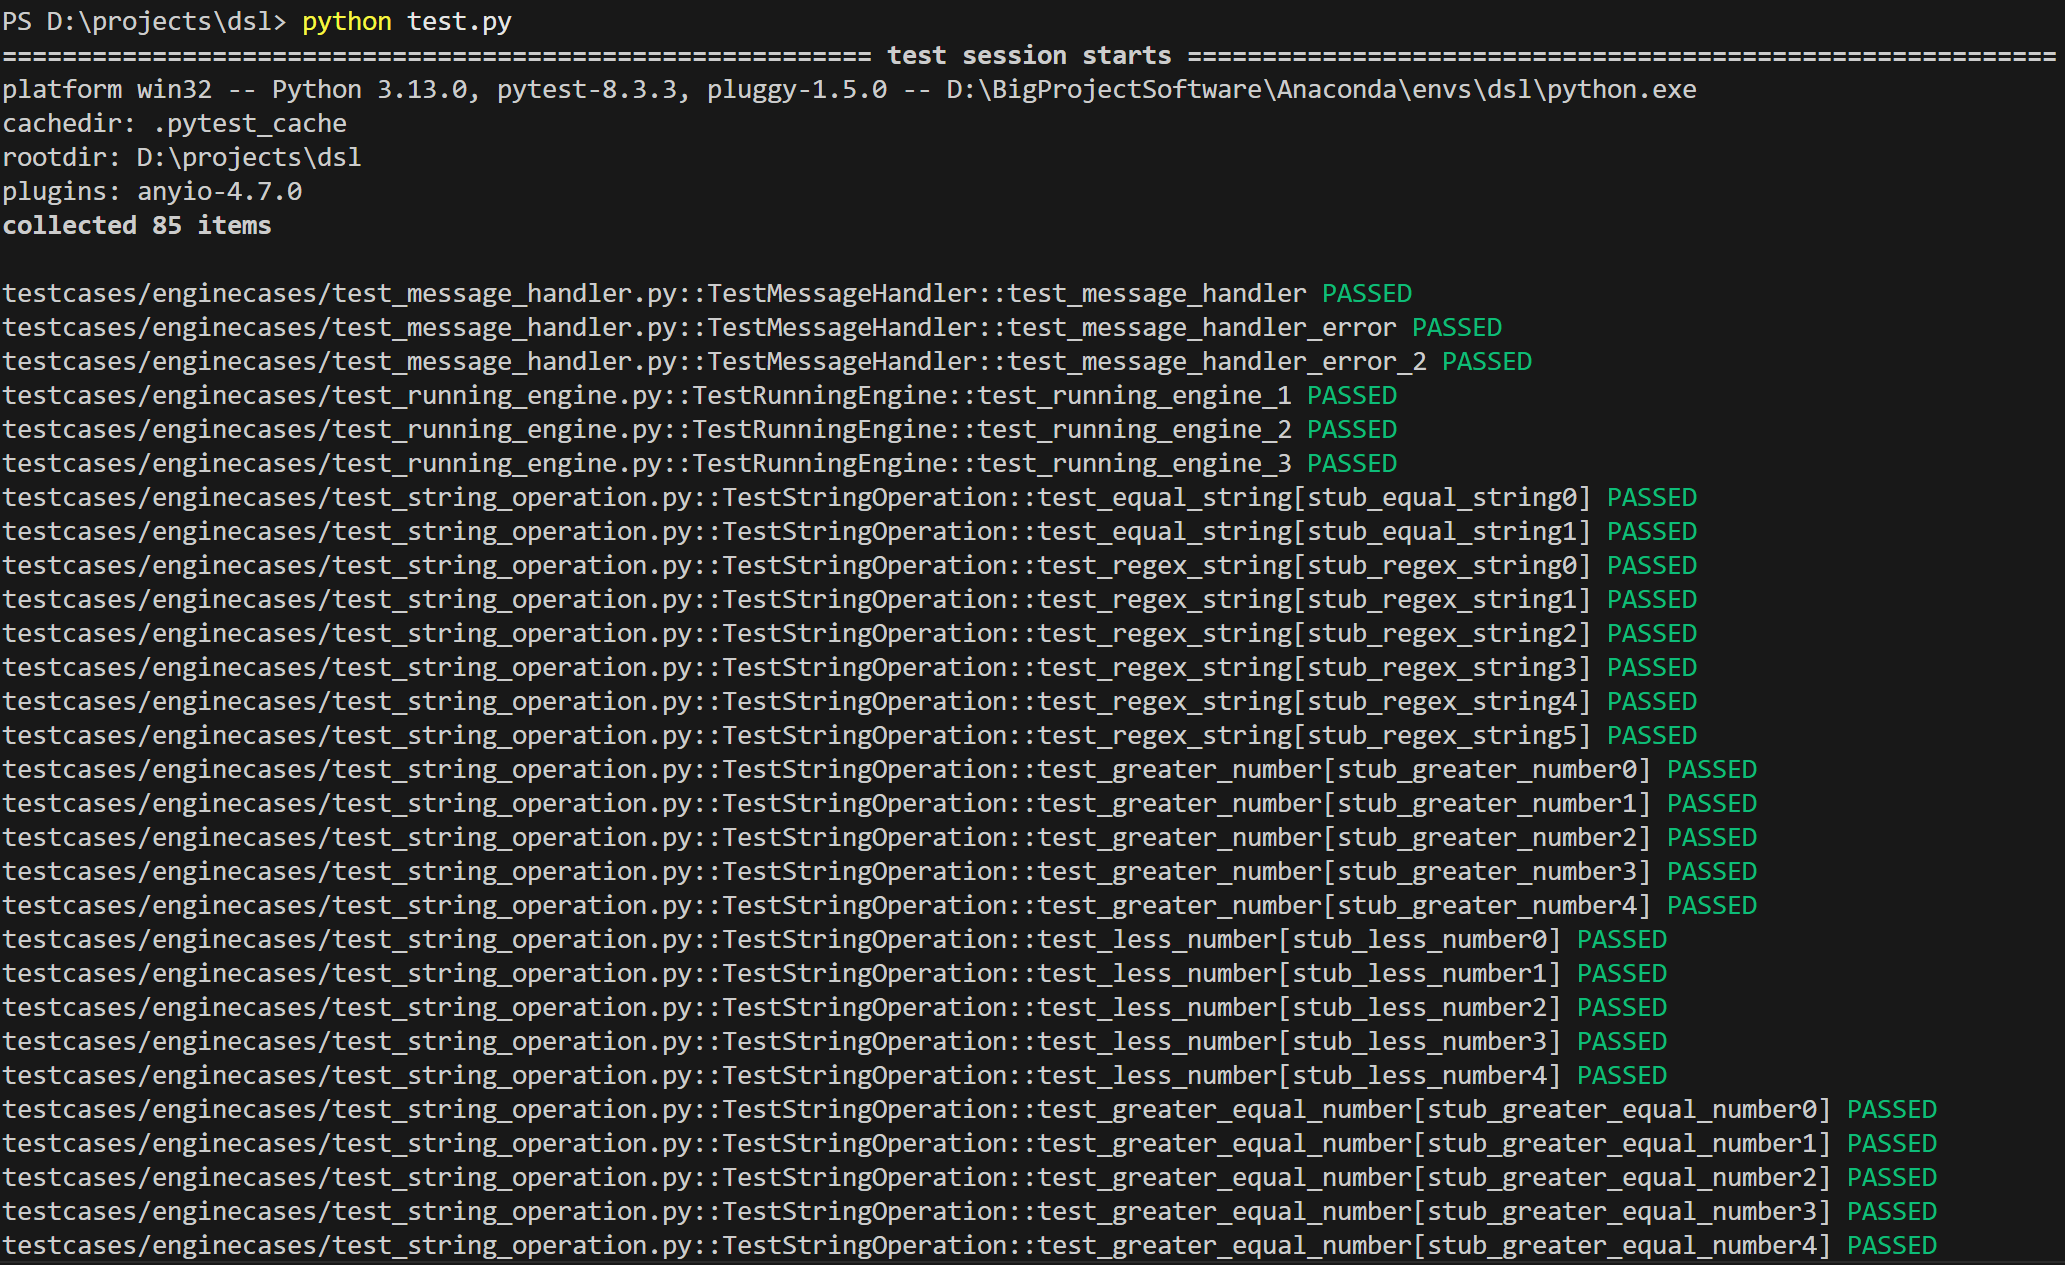 PS D:\projects\dsl> python test.py
========================================================== test session starts ==========================================================
platform win32 -- Python 3.13.0, pytest-8.3.3, pluggy-1.5.0 -- D:\BigProjectSoftware\Anaconda\envs\dsl\python.exe
cachedir: .pytest_cache
rootdir: D:\projects\dsl
plugins: anyio-4.7.0
collected 85 items
testcases/enginecases/test_message_handler.py::TestMessageHandler::test_message_handler PASSED
testcases/enginecases/test_message_handler.py::TestMessageHandler::test_message_handler_error PASSED
testcases/enginecases/test_message_handler.py::TestMessageHandler::test_message_handler_error_2 PASSED
testcases/enginecases/test_running_engine.py::TestRunningEngine::test_running_engine_1 PASSED
testcases/enginecases/test_running_engine.py::TestRunningEngine::test_running_engine_2 PASSED
testcases/enginecases/test_running_engine.py::TestRunningEngine::test_running_engine_3 PASSED
testcases/enginecases/test_string_operation.py::TestStringOperation::test_equal_string[stub_equal_string0] PASSED
testcases/enginecases/test_string_operation.py::TestStringOperation::test_equal_string[stub_equal_string1] PASSED
testcases/enginecases/test_string_operation.py::TestStringOperation::test_regex_string[stub_regex_string0] PASSED
testcases/enginecases/test_string_operation.py::TestStringOperation::test_regex_string[stub_regex_string1] PASSED
testcases/enginecases/test_string_operation.py::TestStringOperation::test_regex_string[stub_regex_string2] PASSED
testcases/enginecases/test_string_operation.py::TestStringOperation::test_regex_string[stub_regex_string3] PASSED
testcases/enginecases/test_string_operation.py::TestStringOperation::test_regex_string[stub_regex_string4] PASSED
testcases/enginecases/test_string_operation.py::TestStringOperation::test_regex_string[stub_regex_string5] PASSED
testcases/enginecases/test_string_operation.py::TestStringOperation::test_greater_number[stub_greater_number0] PASSED
testcases/enginecases/test_string_operation.py::TestStringOperation::test_greater_number[stub_greater_number1] PASSED
testcases/enginecases/test_string_operation.py::TestStringOperation::test_greater_number[stub_greater_number2] PASSED
testcases/enginecases/test_string_operation.py::TestStringOperation::test_greater_number[stub_greater_number3] PASSED
testcases/enginecases/test_string_operation.py::TestStringOperation::test_greater_number[stub_greater_number4] PASSED
testcases/enginecases/test_string_operation.py::TestStringOperation::test_less_number[stub_less_number0] PASSED
testcases/enginecases/test_string_operation.py::TestStringOperation::test_less_number[stub_less_number1] PASSED
testcases/enginecases/test_string_operation.py::TestStringOperation::test_less_number[stub_less_number2] PASSED
testcases/enginecases/test_string_operation.py::TestStringOperation::test_less_number[stub_less_number3] PASSED
testcases/enginecases/test_string_operation.py::TestStringOperation::test_less_number[stub_less_number4] PASSED
testcases/enginecases/test_string_operation.py::TestStringOperation::test_greater_equal_number[stub_greater_equal_number0] PASSED
testcases/enginecases/test_string_operation.py::TestStringOperation::test_greater_equal_number[stub_greater_equal_number1] PASSED
testcases/enginecases/test_string_operation.py::TestStringOperation::test_greater_equal_number[stub_greater_equal_number2] PASSED
testcases/enginecases/test_string_operation.py::TestStringOperation::test_greater_equal_number[stub_greater_equal_number3] PASSED
testcases/enginecases/test_string_operation.py::TestStringOperation::test_greater_equal_number[stub_greater_equal_number4] PASSED